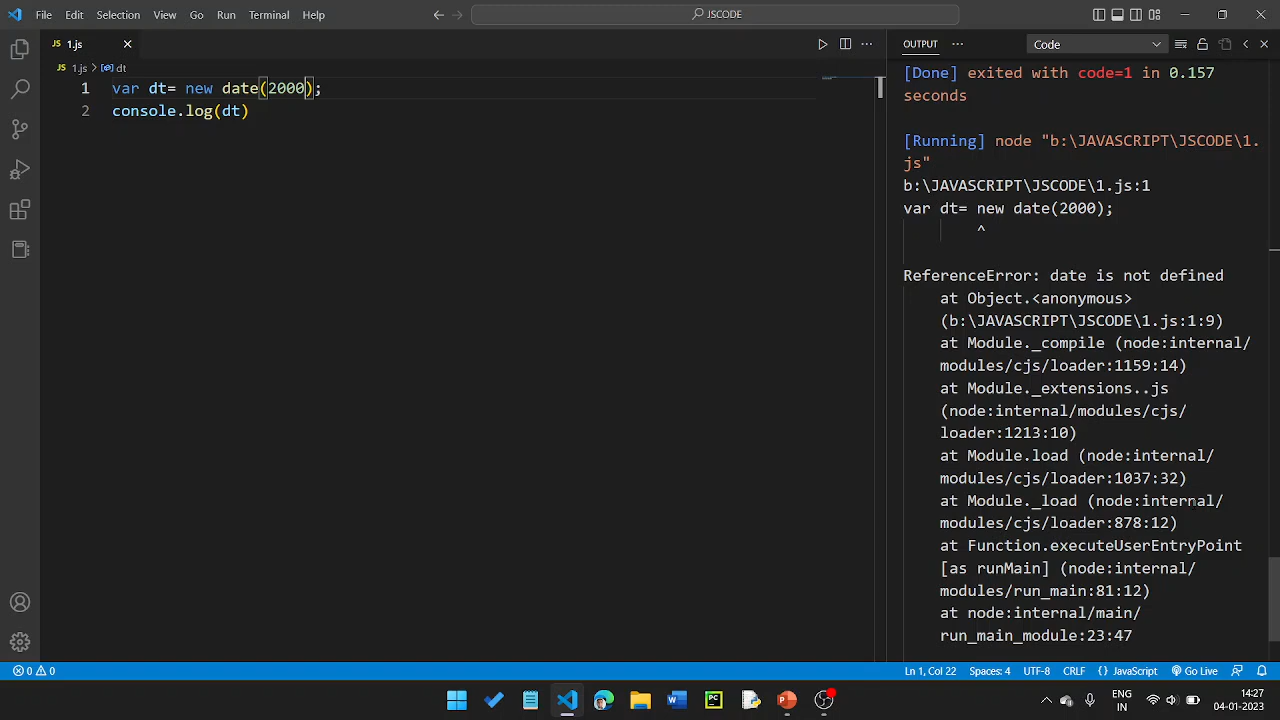 File Edit Selection View Go Run Terminal Help
JSCODE
JS 1.js
JS 1.js > dt
1 var dt= new date(2000);
2 console.log(dt)
OUTPUT
Code
[Done] exited with code=1 in 0.157
seconds
[Running] node "b:\JAVASCRIPT\JSCODE\1.
js"
b:\JAVASCRIPT\JSCODE\1.js:1
var dt= new date(2000);
^
ReferenceError: date is not defined
at Object.<anonymous>
(b:\JAVASCRIPT\JSCODE\1.js:1:9)
at Module._compile (node:internal/
modules/cjs/loader:1159:14)
at Module._extensions..js
(node:internal/modules/cjs/
loader:1213:10)
at Module.load (node:internal/
modules/cjs/loader:1037:32)
at Module._load (node:internal/
modules/cjs/loader:878:12)
at Function.executeUserEntryPoint
[as runMain] (node:internal/
modules/run_main:81:12)
at node:internal/main/
run_main_module:23:47
0 0
Ln 1, Col 22 Spaces: 4 UTF-8 CRLF {} JavaScript Go Live
W PC P
ENG
IN
14:27
04-01-2023